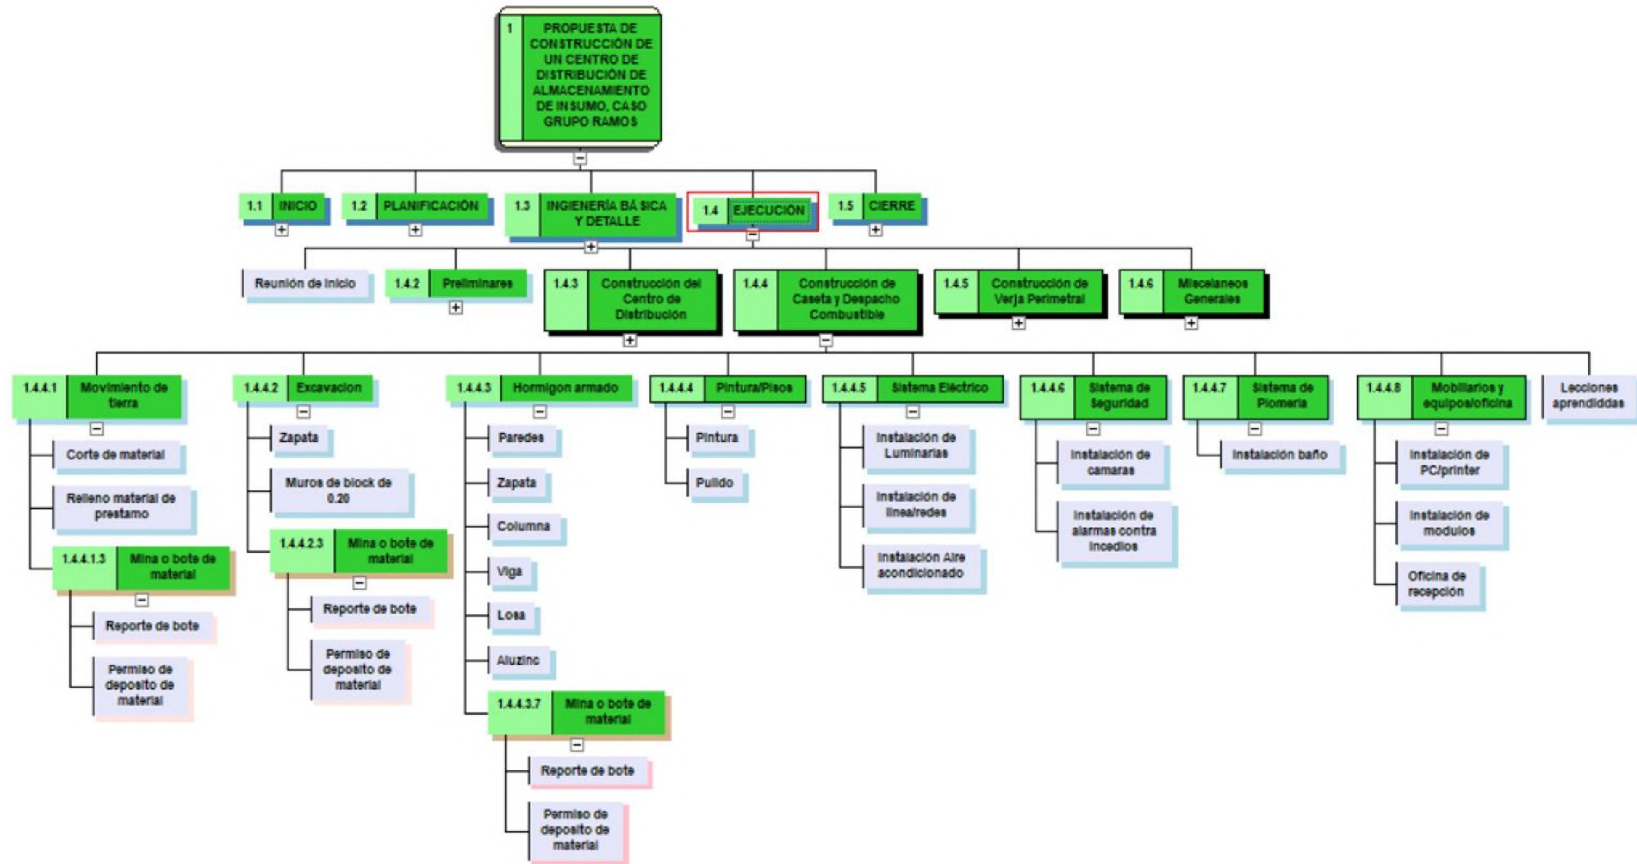 1
PROPUESTA DE
CONSTRUCCIÓN DE
UN CENTRO DE
DISTRIBUCIÓN DE
ALMACENAMIENTO
DE INSUMO, CASO
GRUPO RAMOS
1.1 INICIO
1.2 PLANIFICACIÓN
1.3 INGIENERÍA BÁSICA
Y DETALLE
1.4 EJECUCIÓN
1.5 CIERRE
Reunión de inicio
1.4.2 Preliminares
1.4.3 Construcción del
Centro de
Distribución
1.4.4 Construcción de
Caseta y Despacho
Combustible
1.4.5 Construcción de
Verja Perimetral
1.4.6 Miscelaneos
Generales
1.4.4.1 Movimiento de
tierra
Corte de material
Relleno material de
prestamo
1.4.4.1.3 Mina o bote de
material
Reporte de bote
Permiso de
deposito de
material
1.4.4.2 Excavacion
Zapata
Muros de block de
0.20
1.4.4.2.3 Mina o bote de
material
Reporte de bote
Permiso de
deposito de
material
1.4.4.3 Hormigon armado
Paredes
Zapata
Columna
Viga
Losa
Aluzinc
1.4.4.3.7 Mina o bote de
material
Reporte de bote
Permiso de
deposito de
material
1.4.4.4 Pintura/Pisos
Pintura
Pulido
1.4.4.5 Sistema Eléctrico
Instalación de
Luminarias
Instalación de
linea/redes
Instalación Aire
acondicionado
1.4.4.6 Sistema de
Seguridad
Instalación de
camaras
Instalación de
alarmas contra
incedios
1.4.4.7 Sistema de
Plomeria
Instalación baño
1.4.4.8 Mobiliarios y
equipos/oficina
Instalación de
PC/printer
Instalación de
modulos
Oficina de
recepción
Lecciones
aprendiddas